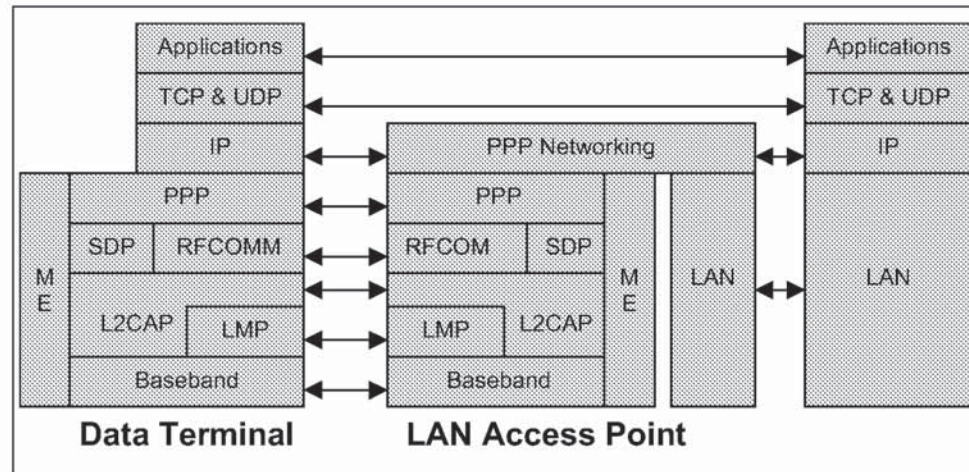 Applications
Applications
TCP & UDP
TCP & UDP
IP
PPP Networking
IP
PPP
PPP
SDP
RFCOMM
RFCOM
SDP
M
E
M
E
LAN
LAN
L2CAP
LMP
LMP
L2CAP
Baseband
Baseband
Data Terminal
LAN Access Point